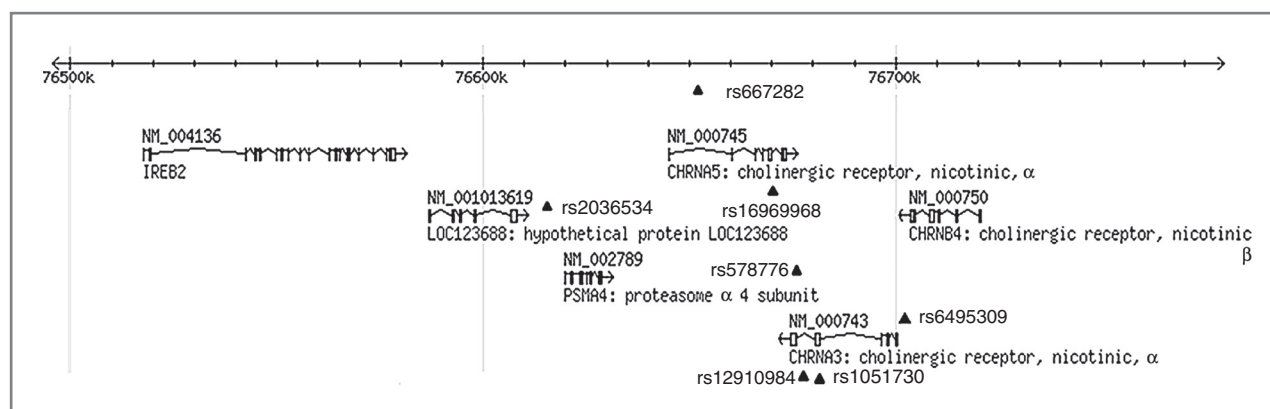 76500k 76600k 76700k
rs667282
NM_004136
IREB2
NM_000745
CHRNA5: cholinergic receptor, nicotinic, α
NM_001013619
LOC123688: hypothetical protein LOC123688
rs2036534
rs16969968
NM_000750
CHRNB4: cholinergic receptor, nicotinic
β
NM_002789
PSMA4: proteasome α 4 subunit
rs578776
NM_000743
CHRNA3: cholinergic receptor, nicotinic, α
rs6495309
rs12910984 rs1051730